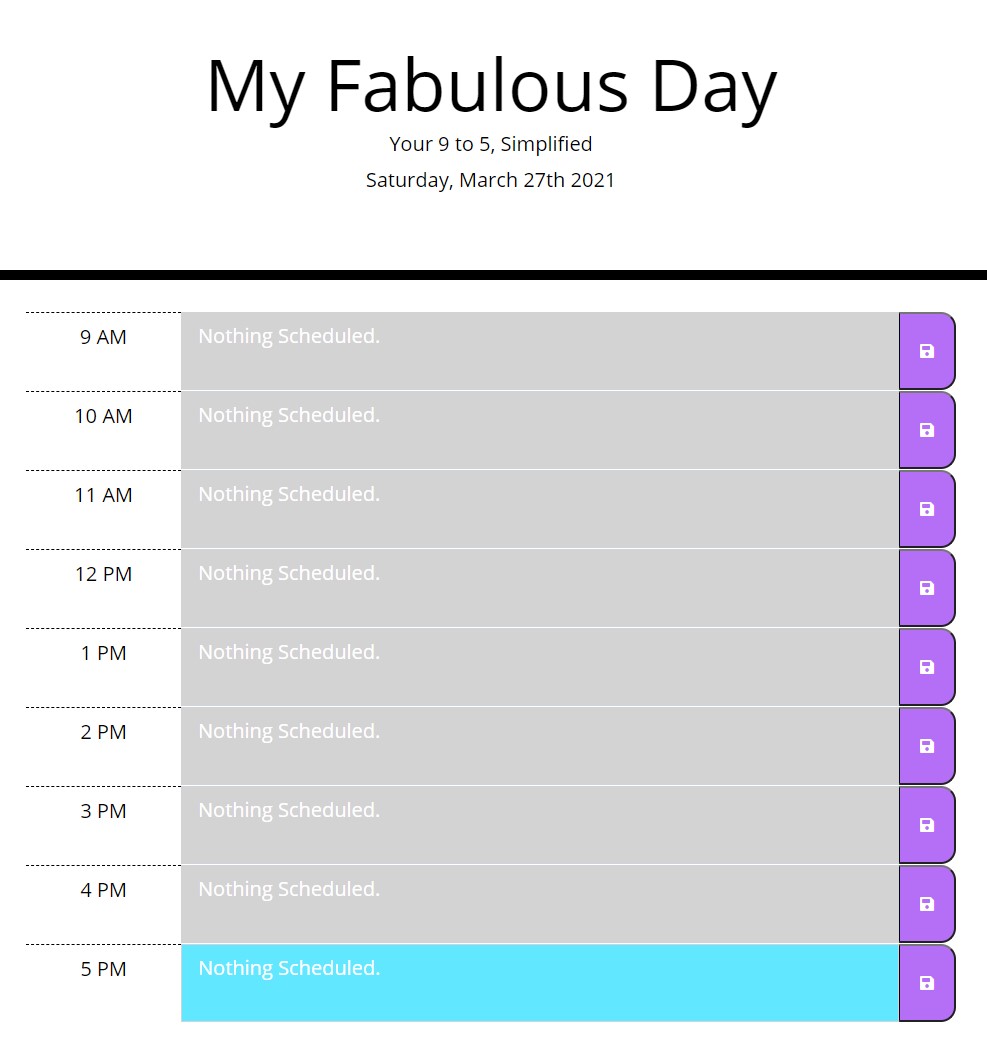 My Fabulous Day
Your 9 to 5, Simplified
Saturday, March 27th 2021
9 AM Nothing Scheduled.
10 AM Nothing Scheduled.
11 AM Nothing Scheduled.
12 PM Nothing Scheduled.
1 PM Nothing Scheduled.
2 PM Nothing Scheduled.
3 PM Nothing Scheduled.
4 PM Nothing Scheduled.
5 PM Nothing Scheduled.